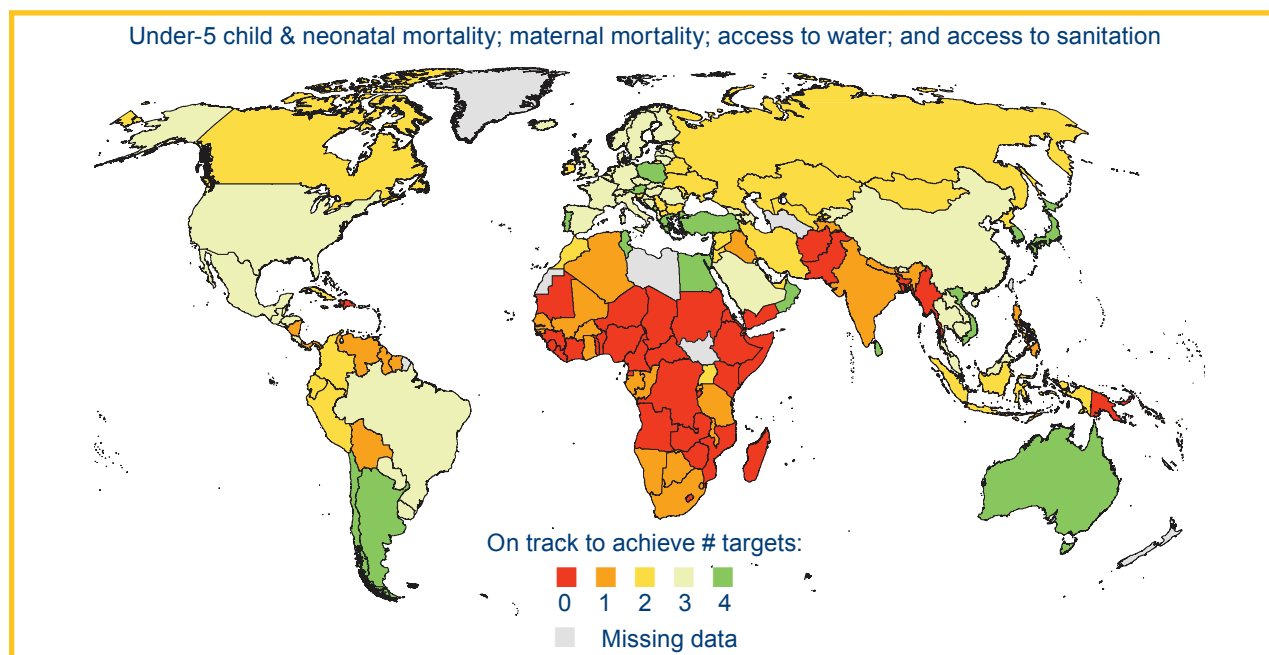 Under-5 child & neonatal mortality; maternal mortality; access to water; and access to sanitation
On track to achieve # targets:
0 1 2 3 4
Missing data